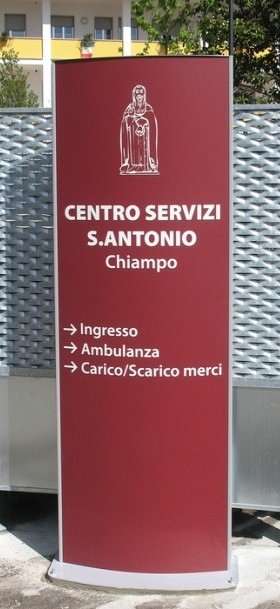 CENTRO SERVIZI
S.ANTONIO
Chiampo
→ Ingresso
→ Ambulanza
→ Carico/Scarico merci